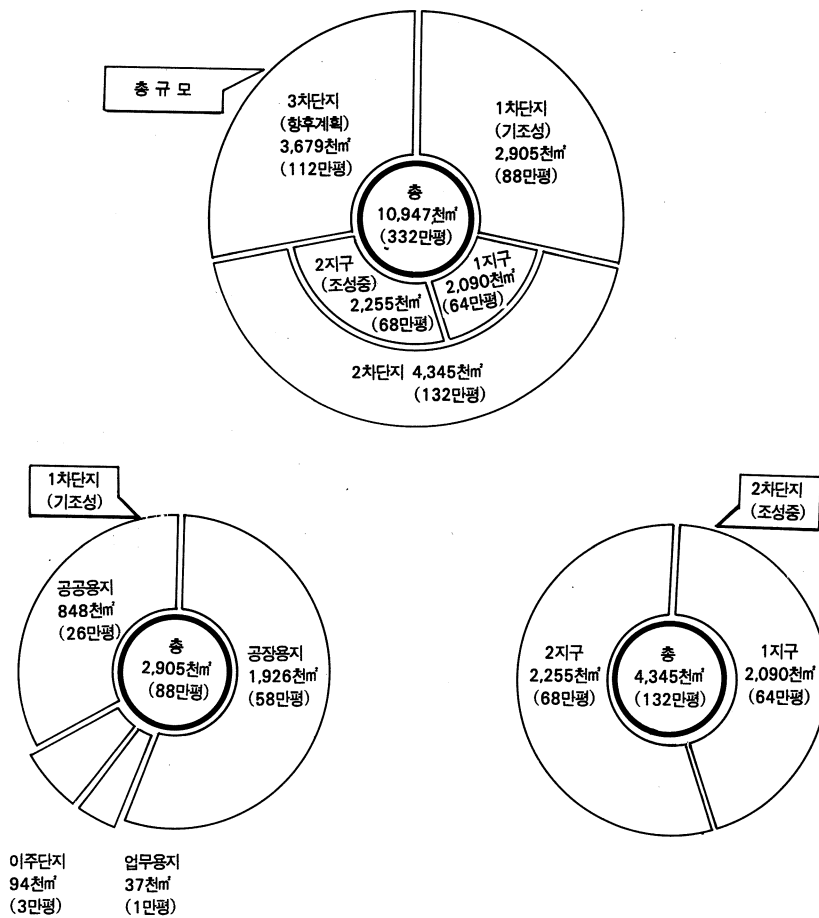 총 규 모
3차단지
(항후계획)
3,679천㎡
(112만평)
1차단지
(기조성)
2,905천㎡
(88만평)
총
10,947천㎡
(332만평)
2지구
(조성중)
2,255천㎡
(68만평)
1지구
2,090천㎡
(64만평)
2차단지 4,345천㎡
(132만평)
1차단지
(기조성)
공공용지
848천㎡
(26만평)
총
2,905천㎡
(88만평)
공장용지
1,926천㎡
(58만평)
이주단지
94천㎡
(3만평)
업무용지
37천㎡
(1만평)
2차단지
(조성중)
2지구
2,255천㎡
(68만평)
총
4,345천㎡
(132만평)
1지구
2,090천㎡
(64만평)